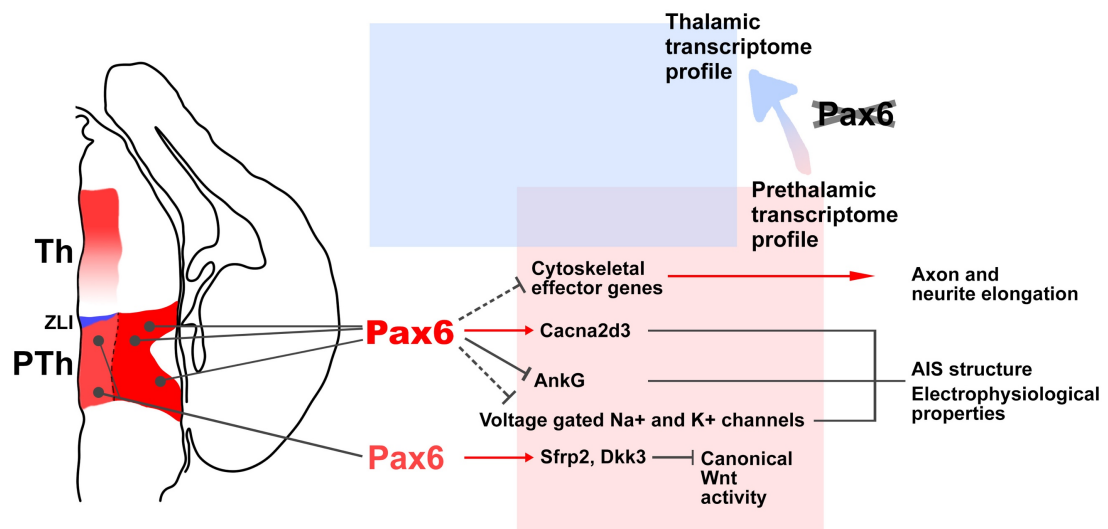 Thalamic
transcriptome
profile
Pax6
Prethalamic
transcriptome
profile
Th
ZLI
PTh
Pax6
Cytoskeletal
effector genes
Axon and
neurite elongation
Cacna2d3
AnkG
Voltage gated Na+ and K+ channels
AIS structure
Electrophysiological
properties
Pax6
Sfrp2, Dkk3
Canonical
Wnt
activity